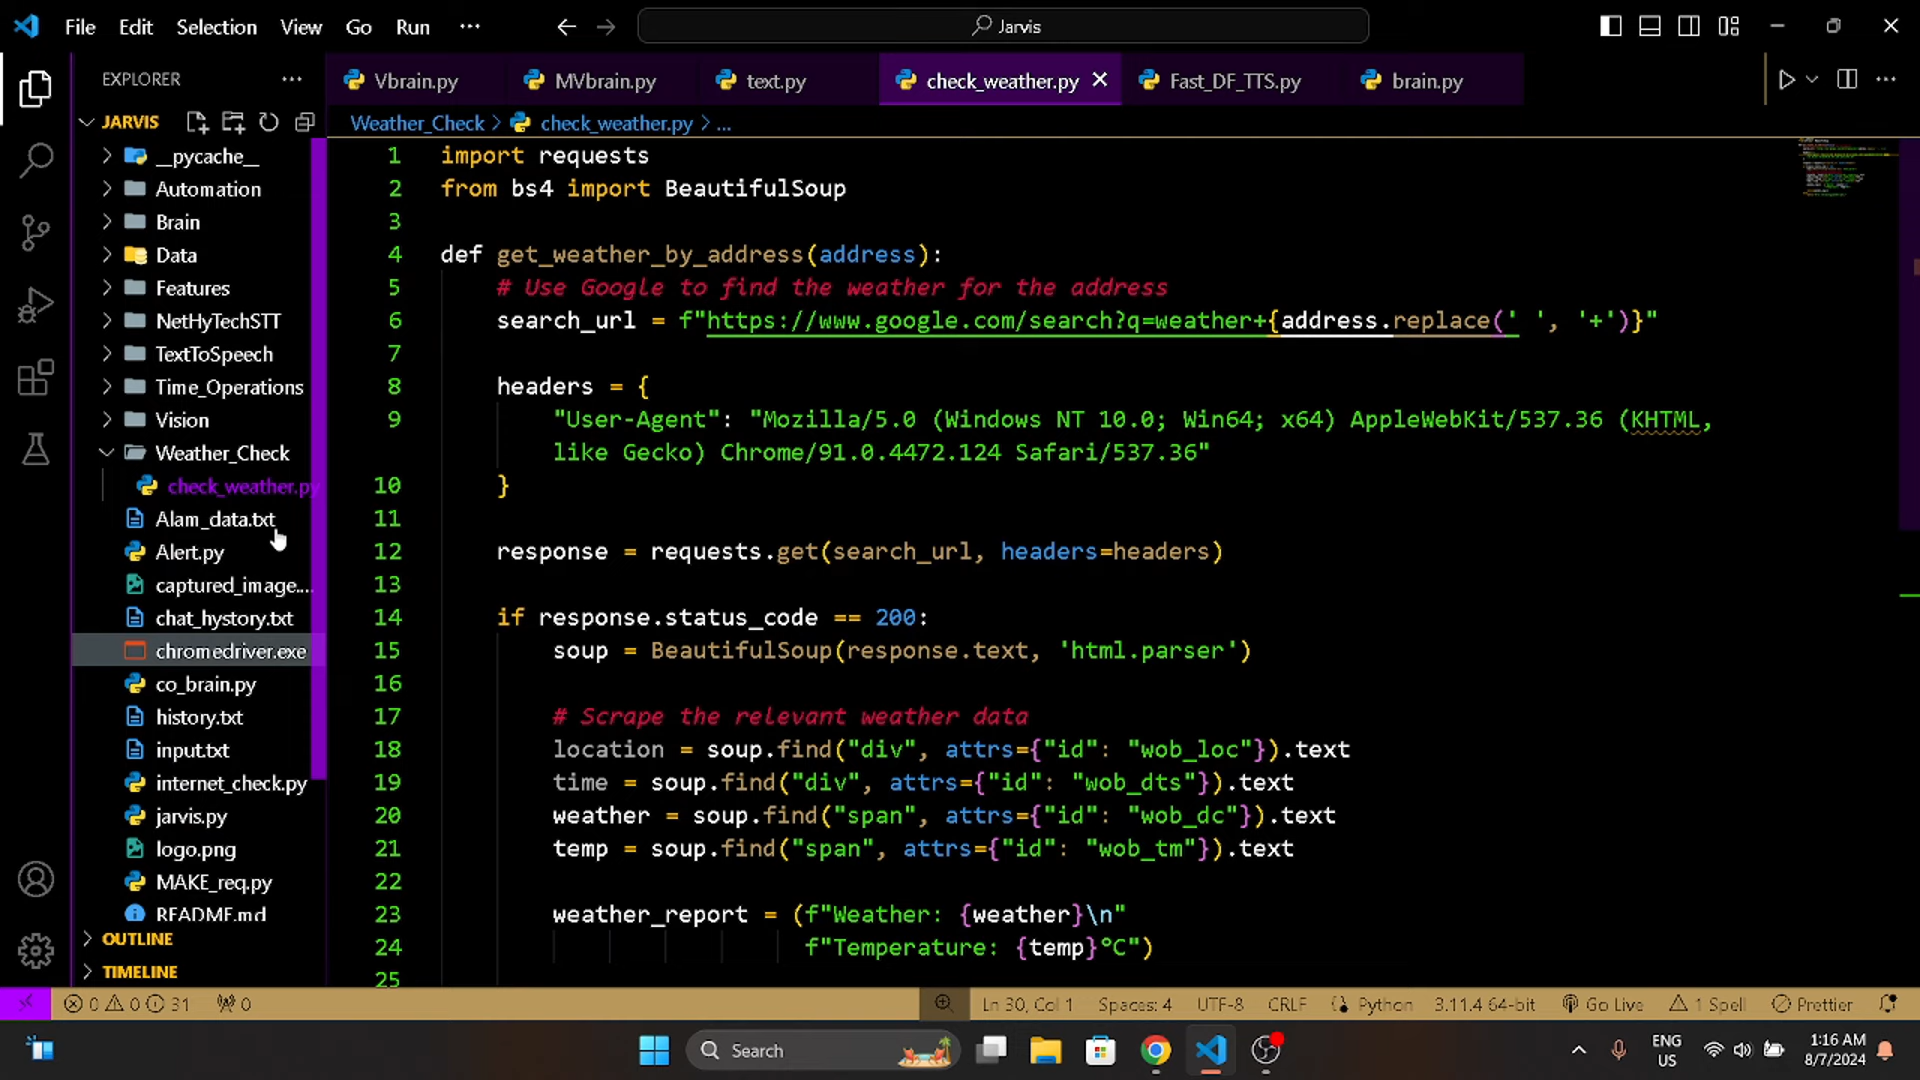 File Edit Selection View Go Run ···
Jarvis
EXPLORER ···
Vbrain.py MVbrain.py text.py check_weather.py Fast_DF_TTS.py brain.py
Weather_Check > check_weather.py > ...
JARVIS
__pycache__
Automation
Brain
Data
Features
NetHyTechSTT
TextToSpeech
Time_Operations
Vision
Weather_Check
check_weather.py
Alam_data.txt
Alert.py
captured_image....
chat_hystory.txt
chromedriver.exe
co_brain.py
history.txt
input.txt
internet_check.py
jarvis.py
logo.png
MAKE_req.py
README.md
OUTLINE
TIMELINE
1 import requests
2 from bs4 import BeautifulSoup
3
4 def get_weather_by_address(address):
5 # Use Google to find the weather for the address
6 search_url = f"https://www.google.com/search?q=weather+{address.replace(' ', '+')}"
7
8 headers = {
9 "User-Agent": "Mozilla/5.0 (Windows NT 10.0; Win64; x64) AppleWebKit/537.36 (KHTML,
like Gecko) Chrome/91.0.4472.124 Safari/537.36"
10 }
11
12 response = requests.get(search_url, headers=headers)
13
14 if response.status_code == 200:
15 soup = BeautifulSoup(response.text, 'html.parser')
16
17 # Scrape the relevant weather data
18 location = soup.find("div", attrs={"id": "wob_loc"}).text
19 time = soup.find("div", attrs={"id": "wob_dts"}).text
20 weather = soup.find("span", attrs={"id": "wob_dc"}).text
21 temp = soup.find("span", attrs={"id": "wob_tm"}).text
22
23 weather_report = (f"Weather: {weather}\n"
24 f"Temperature: {temp}°C")
25
0 0 31 0 Ln 30, Col 1 Spaces: 4 UTF-8 CRLF Python 3.11.4 64-bit Go Live 1 Spell Prettier
Search ENG 1:16 AM
US 8/7/2024